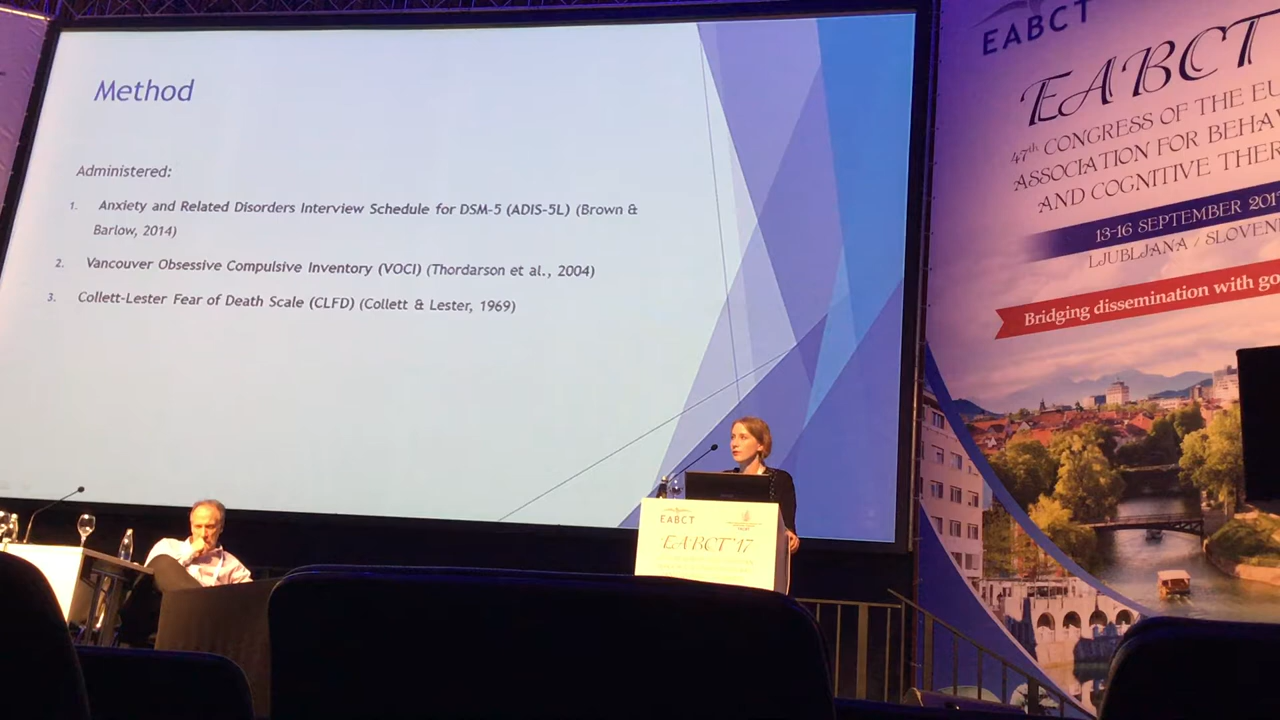 Method
Administered:
1. Anxiety and Related Disorders Interview Schedule for DSM-5 (ADIS-5L) (Brown &
Barlow, 2014)
2. Vancouver Obsessive Compulsive Inventory (VOCI) (Thordarson et al., 2004)
3. Collett-Lester Fear of Death Scale (CLFD) (Collett & Lester, 1969)
EABCT
EABCT
47th CONGRESS OF THE EU
ASSOCIATION FOR BEHAV
AND COGNITIVE THER
13-16 SEPTEMBER 201
LJUBLJANA / SLOVEN
Bridging dissemination with go
EABCT
EABCT'17